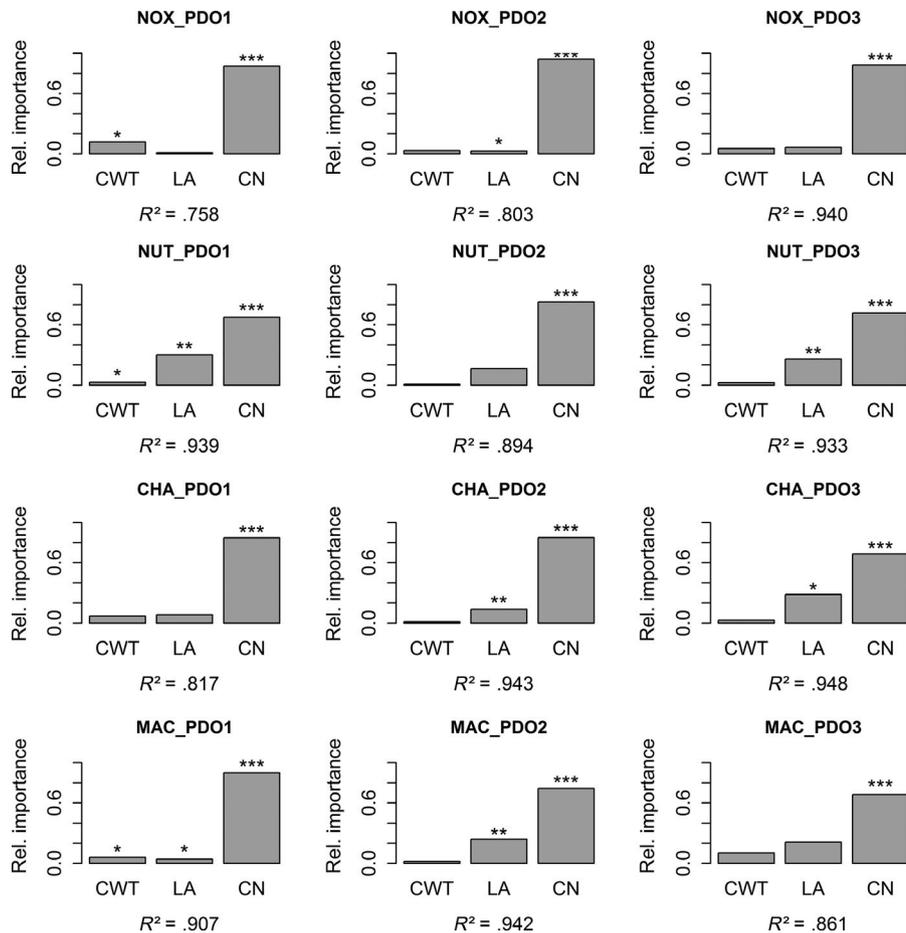 NOX_PDO1 NOX_PDO2 NOX_PDO3
Rel. importance 0.0 0.6 * *** Rel. importance 0.0 0.6 * *** Rel. importance 0.0 0.6
CWT LA CN CWT LA CN CWT LA CN
R² = .758 R² = .803 R² = .940
NUT_PDO1 NUT_PDO2 NUT_PDO3
Rel. importance 0.0 0.6 * ** *** Rel. importance 0.0 0.6 *** Rel. importance 0.0 0.6 ** ***
CWT LA CN CWT LA CN CWT LA CN
R² = .939 R² = .894 R² = .933
CHA_PDO1 CHA_PDO2 CHA_PDO3
Rel. importance 0.0 0.6 *** Rel. importance 0.0 0.6 ** *** Rel. importance 0.0 0.6 * ***
CWT LA CN CWT LA CN CWT LA CN
R² = .817 R² = .943 R² = .948
MAC_PDO1 MAC_PDO2 MAC_PDO3
Rel. importance 0.0 0.6 * * *** Rel. importance 0.0 0.6 ** *** Rel. importance 0.0 0.6 ***
CWT LA CN CWT LA CN CWT LA CN
R² = .907 R² = .942 R² = .861